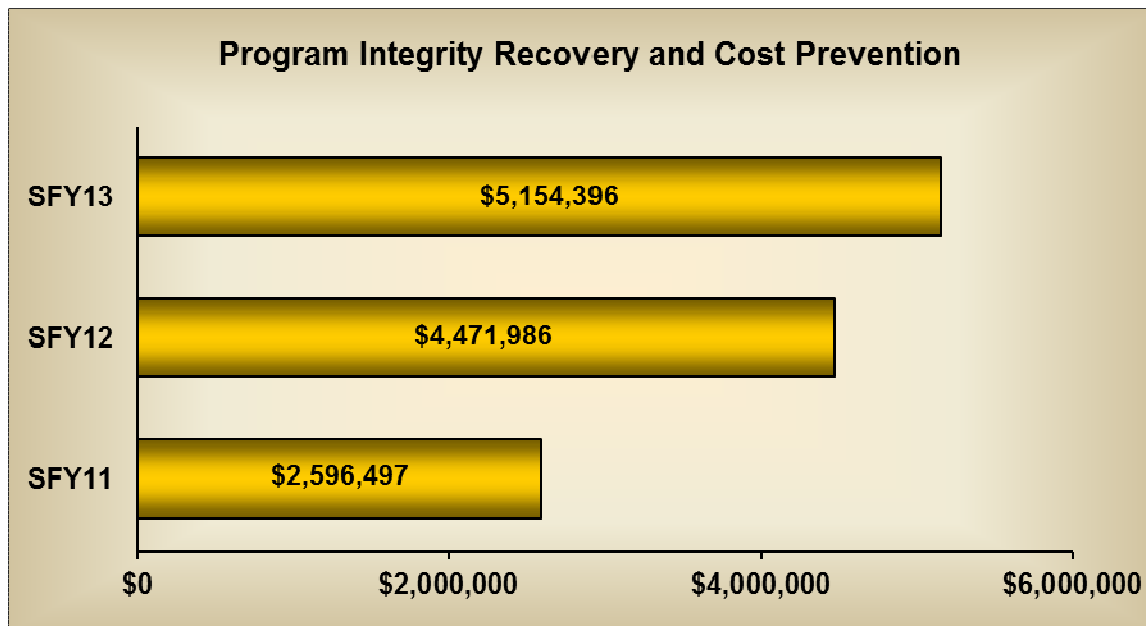 Program Integrity Recovery and Cost Prevention
SFY13
$5,154,396
SFY12
$4,471,986
SFY11
$2,596,497
$0
$2,000,000
$4,000,000
$6,000,000